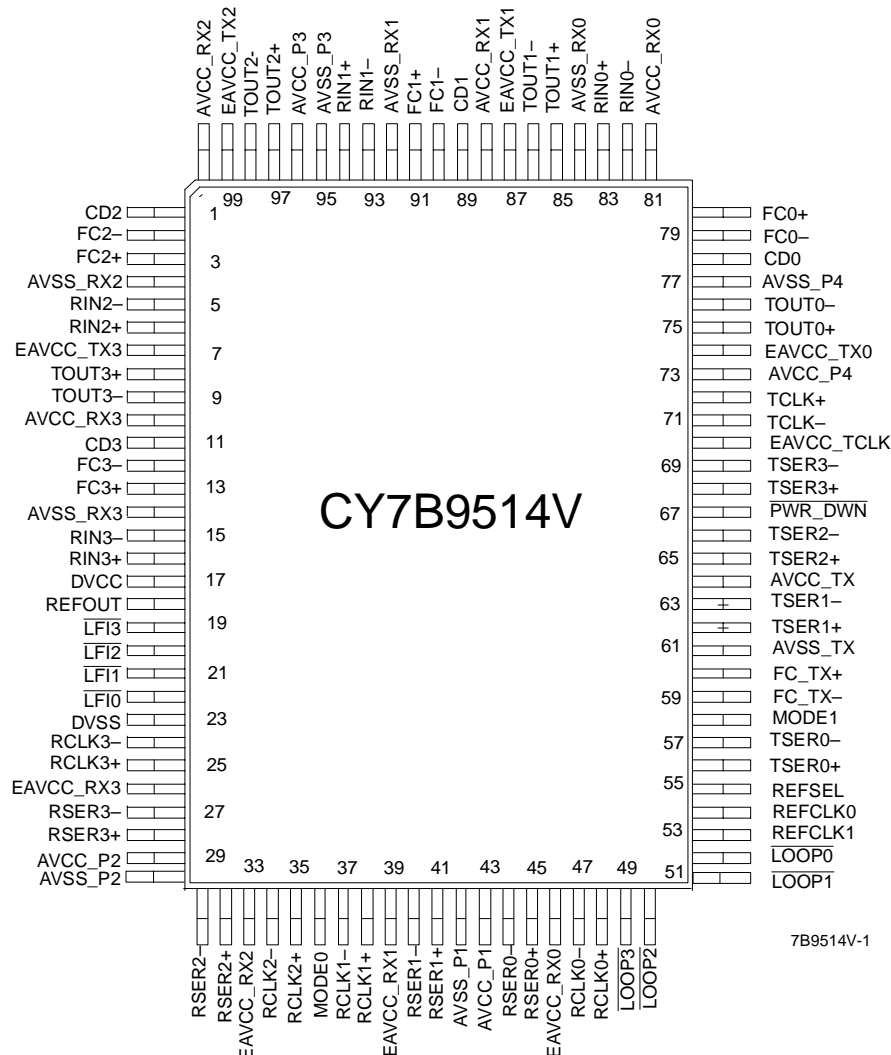 AVCC_RX2
EAVCC_TX2
TOUT2-
TOUT2+
AVCC_P3
AVSS_P3
RIN1+
RIN1–
AVSS_RX1
FC1+
FC1–
CD1
AVCC_RX1
EAVCC_TX1
TOUT1–
TOUT1+
AVSS_RX0
RIN0+
RIN0–
AVCC_RX0
99 97 95 93 91 89 87 85 83 81
CD2 1 FC0+
FC2– 79 FC0–
FC2+ 3 CD0
AVSS_RX2 77 AVSS_P4
RIN2– 5 TOUT0–
RIN2+ 75 TOUT0+
EAVCC_TX3 7 EAVCC_TX0
TOUT3+ 73 AVCC_P4
TOUT3– 9 TCLK+
AVCC_RX3 71 TCLK–
CD3 11 EAVCC_TCLK
FC3– 69 TSER3–
FC3+ 13 TSER3+
CY7B9514V
AVSS_RX3 67 PWR_DWN
RIN3– 15 TSER2–
RIN3+ 65 TSER2+
DVCC 17 AVCC_TX
REFOUT 63 TSER1–
LFI3 19 TSER1+
LFI2 61 AVSS_TX
LFI1 21 FC_TX+
LFI0 59 FC_TX–
DVSS 23 MODE1
RCLK3– 57 TSER0–
RCLK3+ 25 TSER0+
EAVCC_RX3 55 REFSEL
RSER3– 27 REFCLK0
RSER3+ 53 REFCLK1
AVCC_P2 29 LOOP0
AVSS_P2 51 LOOP1
33 35 37 39 41 43 45 47 49
RSER2–
RSER2+
EAVCC_RX2
RCLK2–
RCLK2+
MODE0
RCLK1–
RCLK1+
EAVCC_RX1
RSER1–
RSER1+
AVSS_P1
AVCC_P1
RSER0–
RSER0+
EAVCC_RX0
RCLK0–
RCLK0+
LOOP3
LOOP2
7B9514V-1